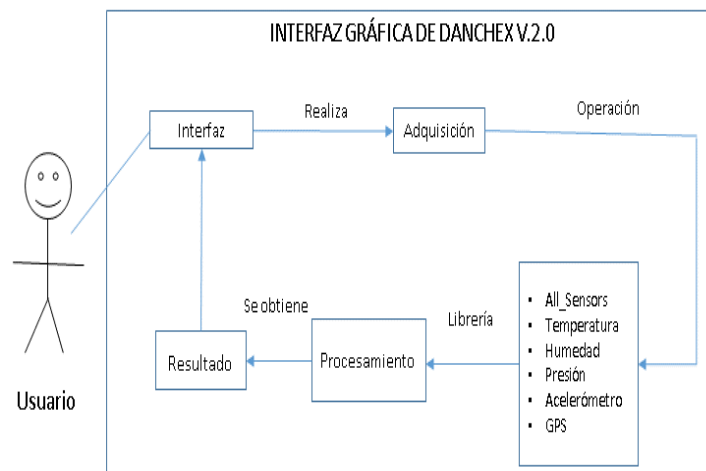 INTERFAZ GRÁFICA DE DANCHEX V.2.0
Realiza
Operación
Interfaz
Adquisición
▪ All_Sensors
▪ Temperatura
▪ Humedad
▪ Presión
▪ Acelerómetro
▪ GPS
Librería
Se obtiene
Procesamiento
Resultado
Usuario